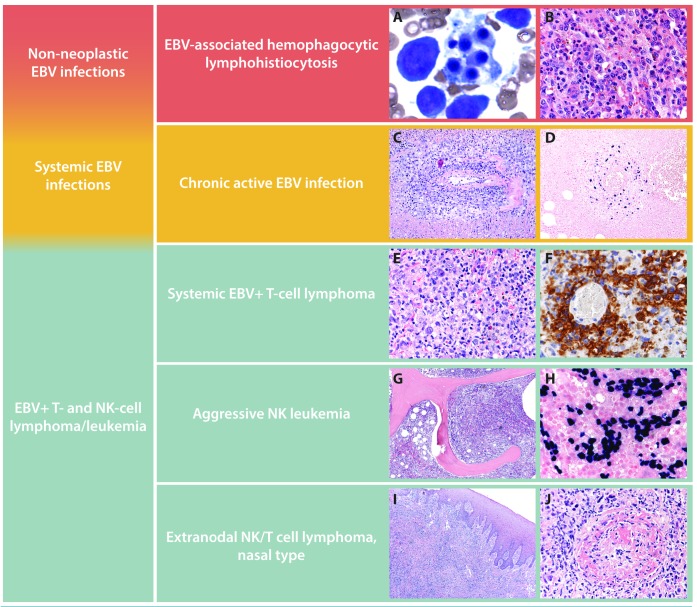 Non-neoplastic
EBV infections
EBV-associated hemophagocytic
lymphohistiocytosis
A
B
Systemic EBV
infections
Chronic active EBV infection
C
D
EBV+ T- and NK-cell
lymphoma/leukemia
Systemic EBV+ T-cell lymphoma
E
F
Aggressive NK leukemia
G
H
Extranodal NK/T cell lymphoma,
nasal type
I
J